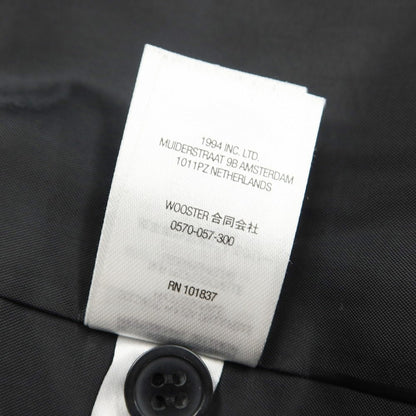 1994 INC. LTD.
MUIDERSTRAAT 9B AMSTERDAM
1011PZ NETHERLANDS
WOOSTER 合同会社
0570-057-300
RN 101837